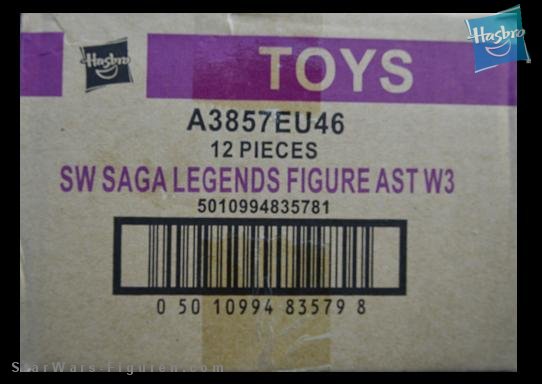 Hasbro
Hasbro
TOYS
A3857EU46
12 PIECES
SW SAGA LEGENDS FIGURE AST W3
5010994835781
0 50 10994 83579 8
StarWars-Figuren.com